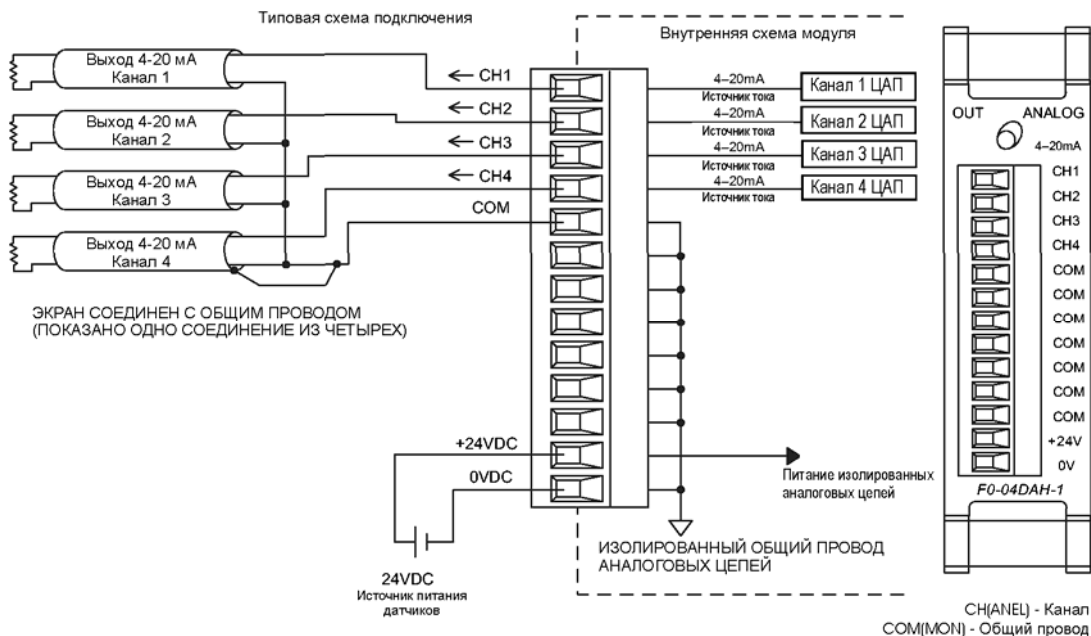 Типовая схема подключения
Внутренняя схема модуля
Выход 4-20 мА
Канал 1
Выход 4-20 мА
Канал 2
Выход 4-20 мА
Канал 3
Выход 4-20 мА
Канал 4
ЭКРАН СОЕДИНЕН С ОБЩИМ ПРОВОДОМ
(ПОКАЗАНО ОДНО СОЕДИНЕНИЕ ИЗ ЧЕТЫРЕХ)
← CH1
← CH2
← CH3
← CH4
COM
+24VDC
0VDC
24VDC
Источник питания
датчиков
4–20mA
Источник тока
Канал 1 ЦАП
4–20mA
Источник тока
Канал 2 ЦАП
4–20mA
Источник тока
Канал 3 ЦАП
4–20mA
Источник тока
Канал 4 ЦАП
Питание изолированных
аналоговых цепей
ИЗОЛИРОВАННЫЙ ОБЩИЙ ПРОВОД
АНАЛОГОВЫХ ЦЕПЕЙ
OUT ANALOG
4–20mA
CH1
CH2
CH3
CH4
COM
COM
COM
COM
COM
COM
COM
+24V
0V
F0-04DAH-1
CH(ANEL) - Канал
COM(MON) - Общий провод